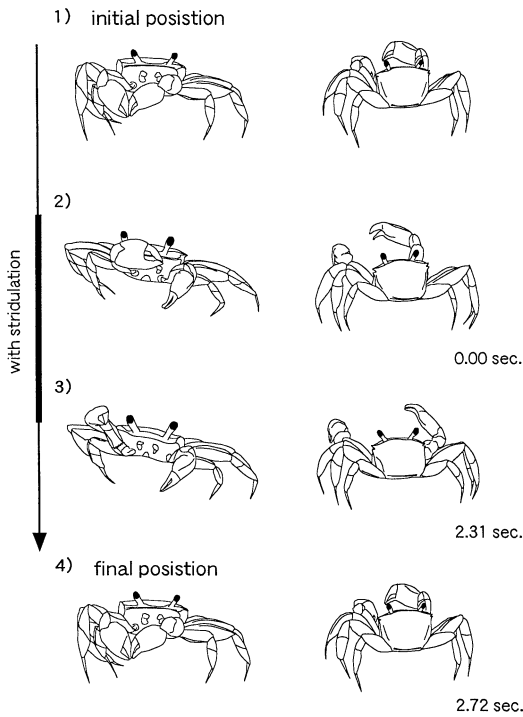 1) initial posistion
2)
with stridulation
0.00 sec.
3)
2.31 sec.
4) final posistion
2.72 sec.